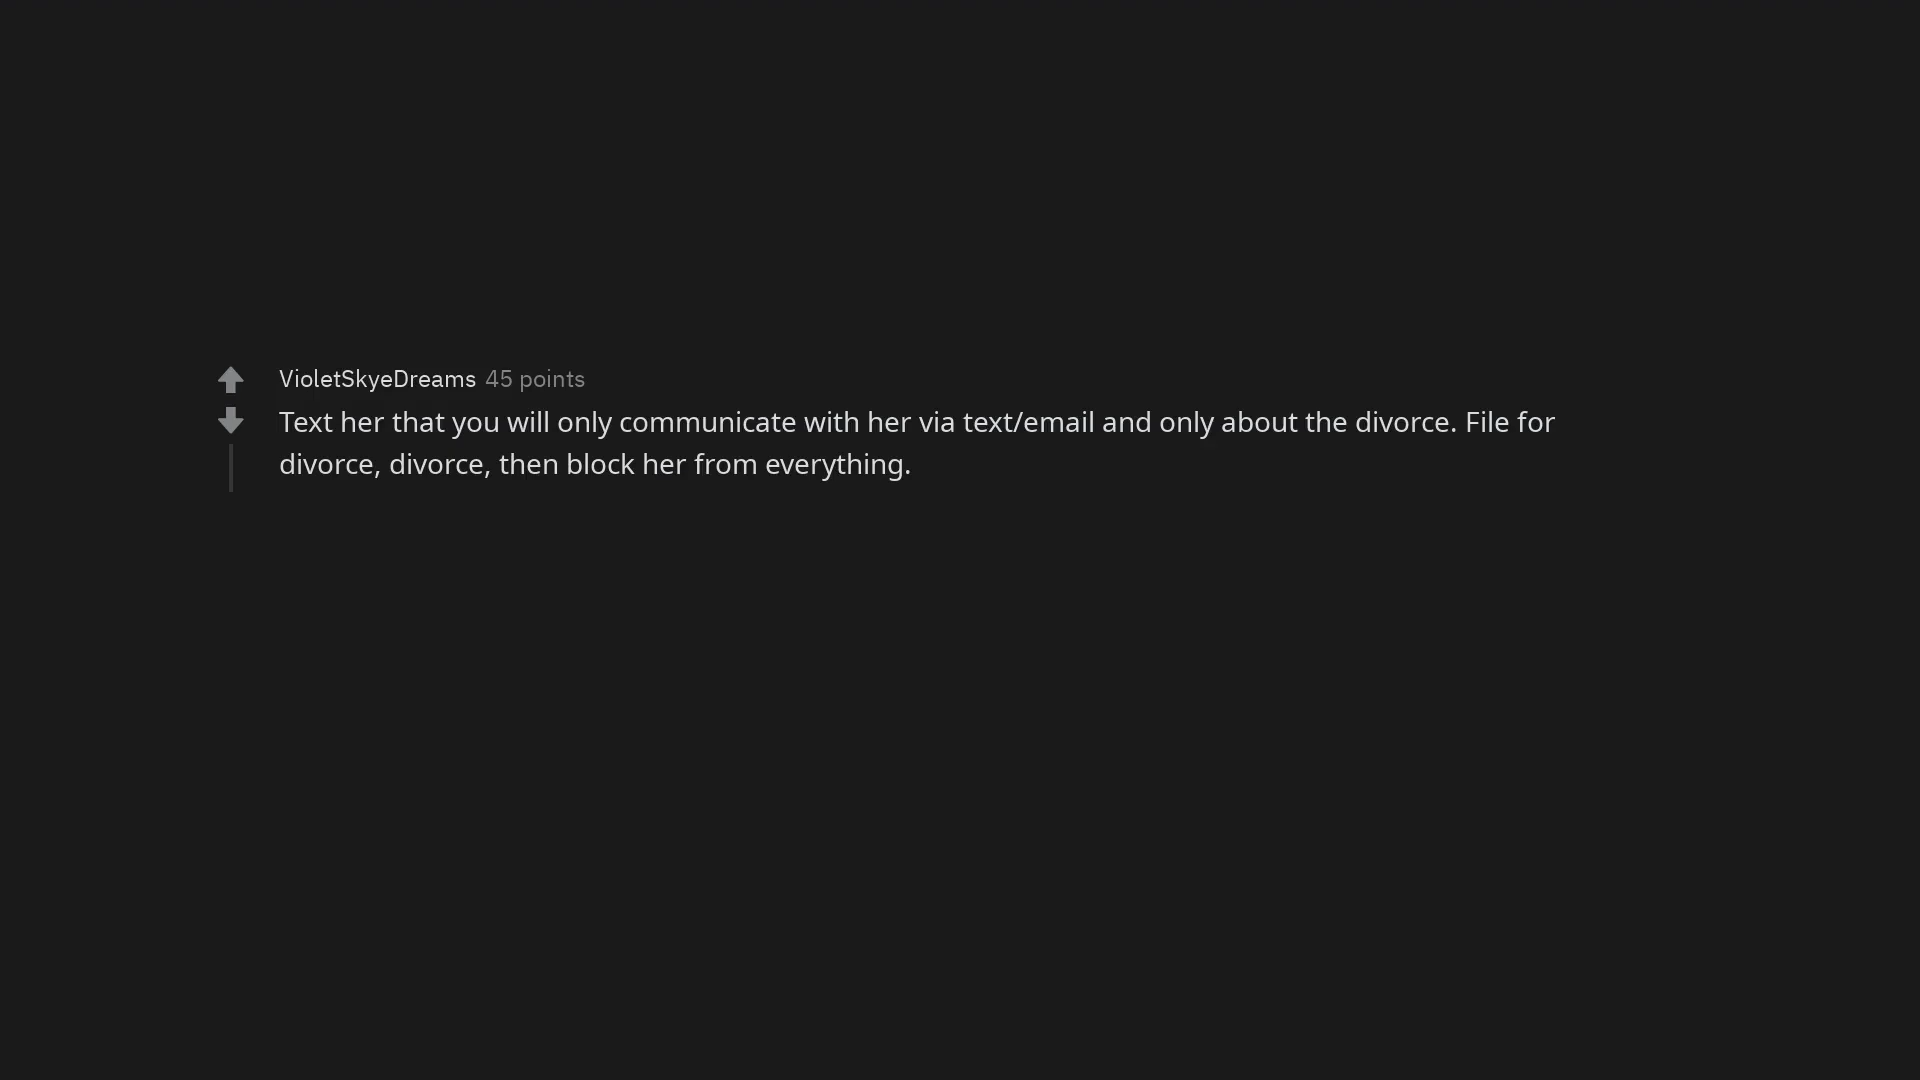 VioletSkyeDreams 45 points
Text her that you will only communicate with her via text/email and only about the divorce. File for
divorce, divorce, then block her from everything.